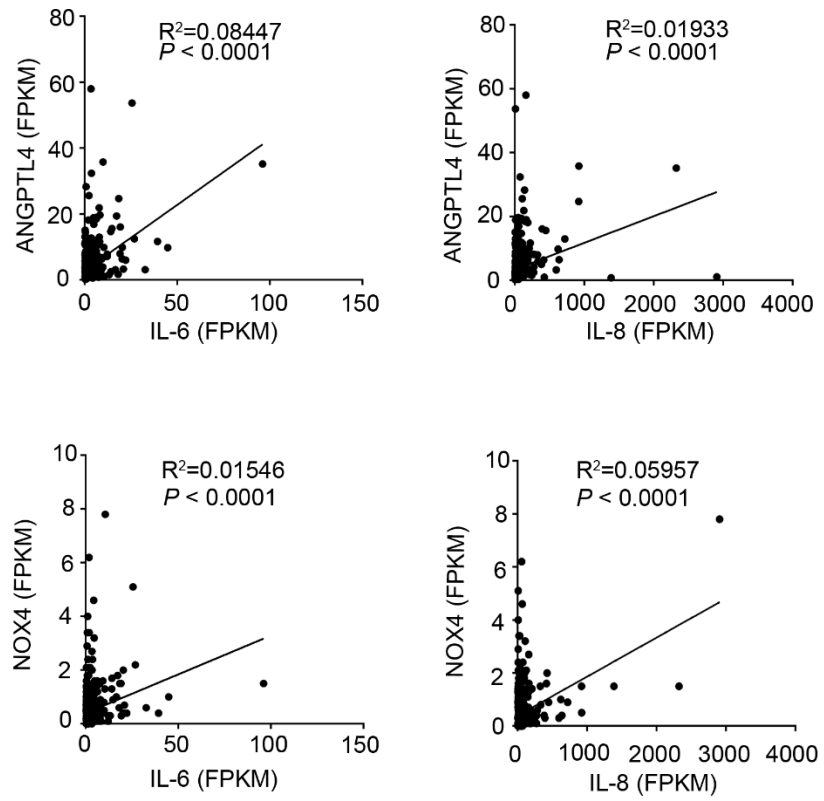 R²=0.08447
P < 0.0001
ANGPTL4 (FPKM)
80
60
40
20
0
0 50 100 150
IL-6 (FPKM)
R²=0.01933
P < 0.0001
ANGPTL4 (FPKM)
80
60
40
20
0
0 1000 2000 3000 4000
IL-8 (FPKM)
R²=0.01546
P < 0.0001
NOX4 (FPKM)
10
8
6
4
2
0
0 50 100 150
IL-6 (FPKM)
R²=0.05957
P < 0.0001
NOX4 (FPKM)
10
8
6
4
2
0
0 1000 2000 3000 4000
IL-8 (FPKM)